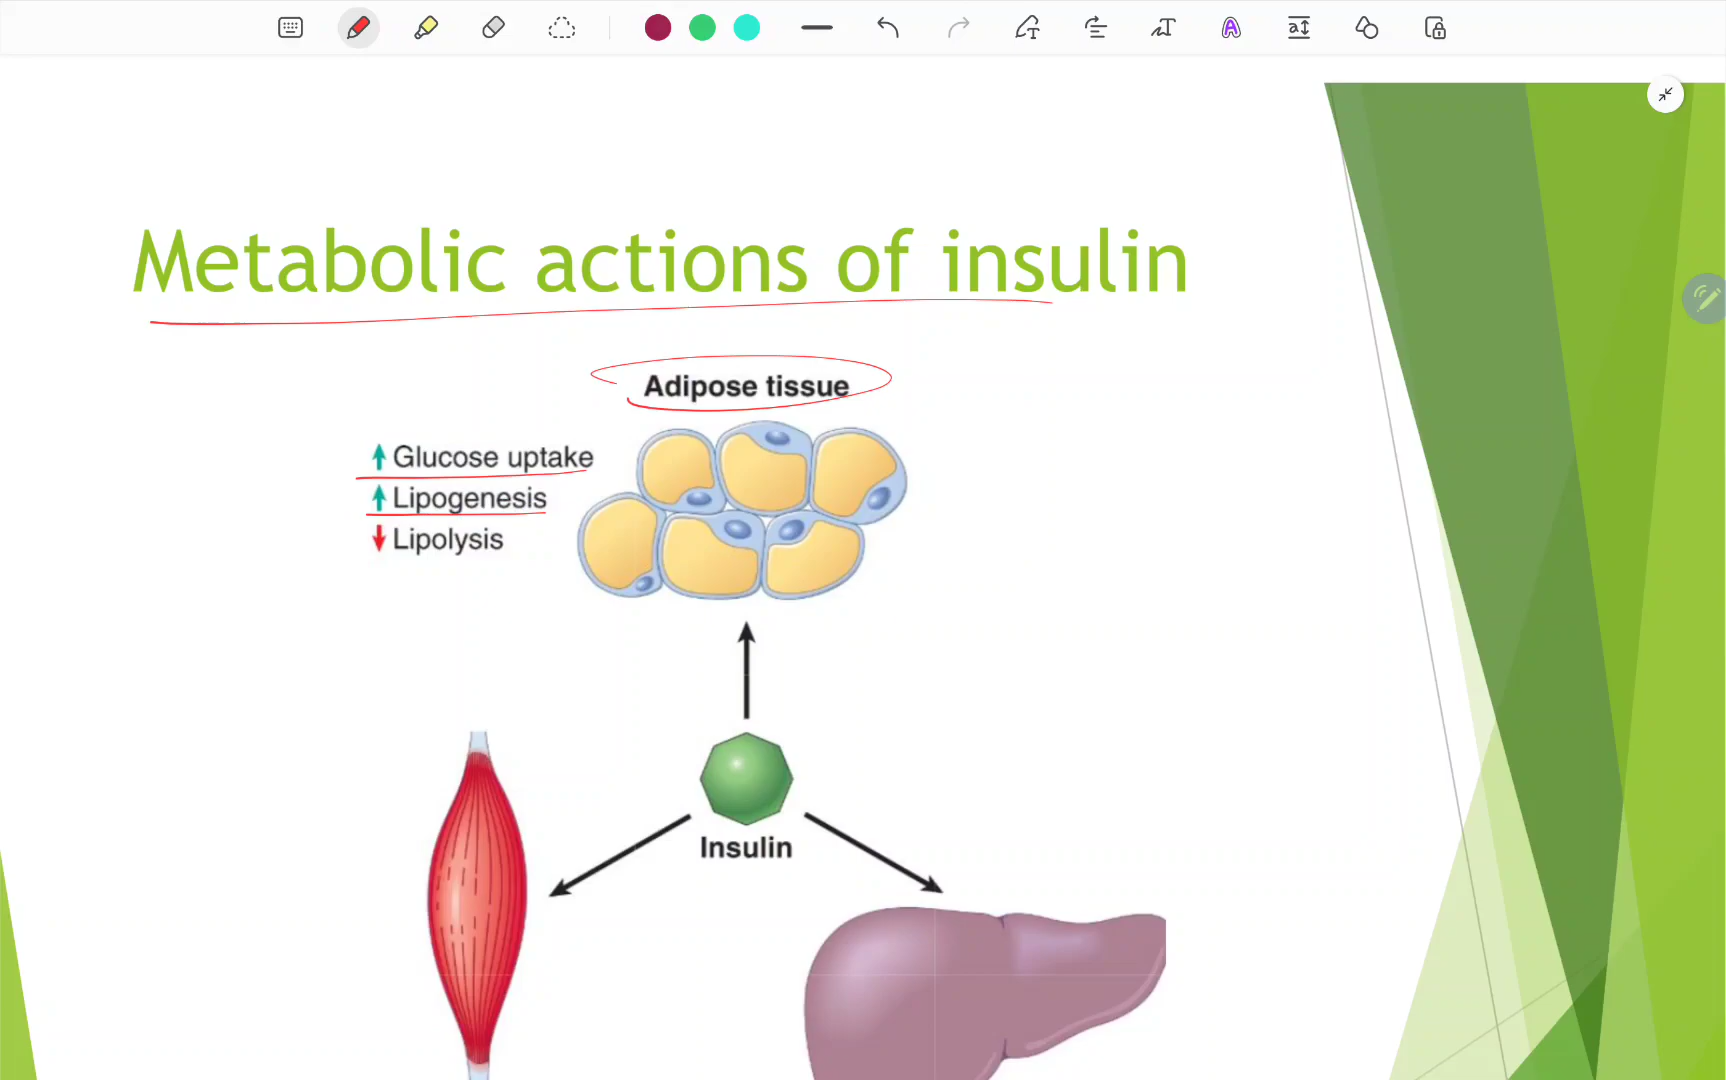 Metabolic actions of insulin
Adipose tissue
↑ Glucose uptake
↑ Lipogenesis
↓ Lipolysis
Insulin